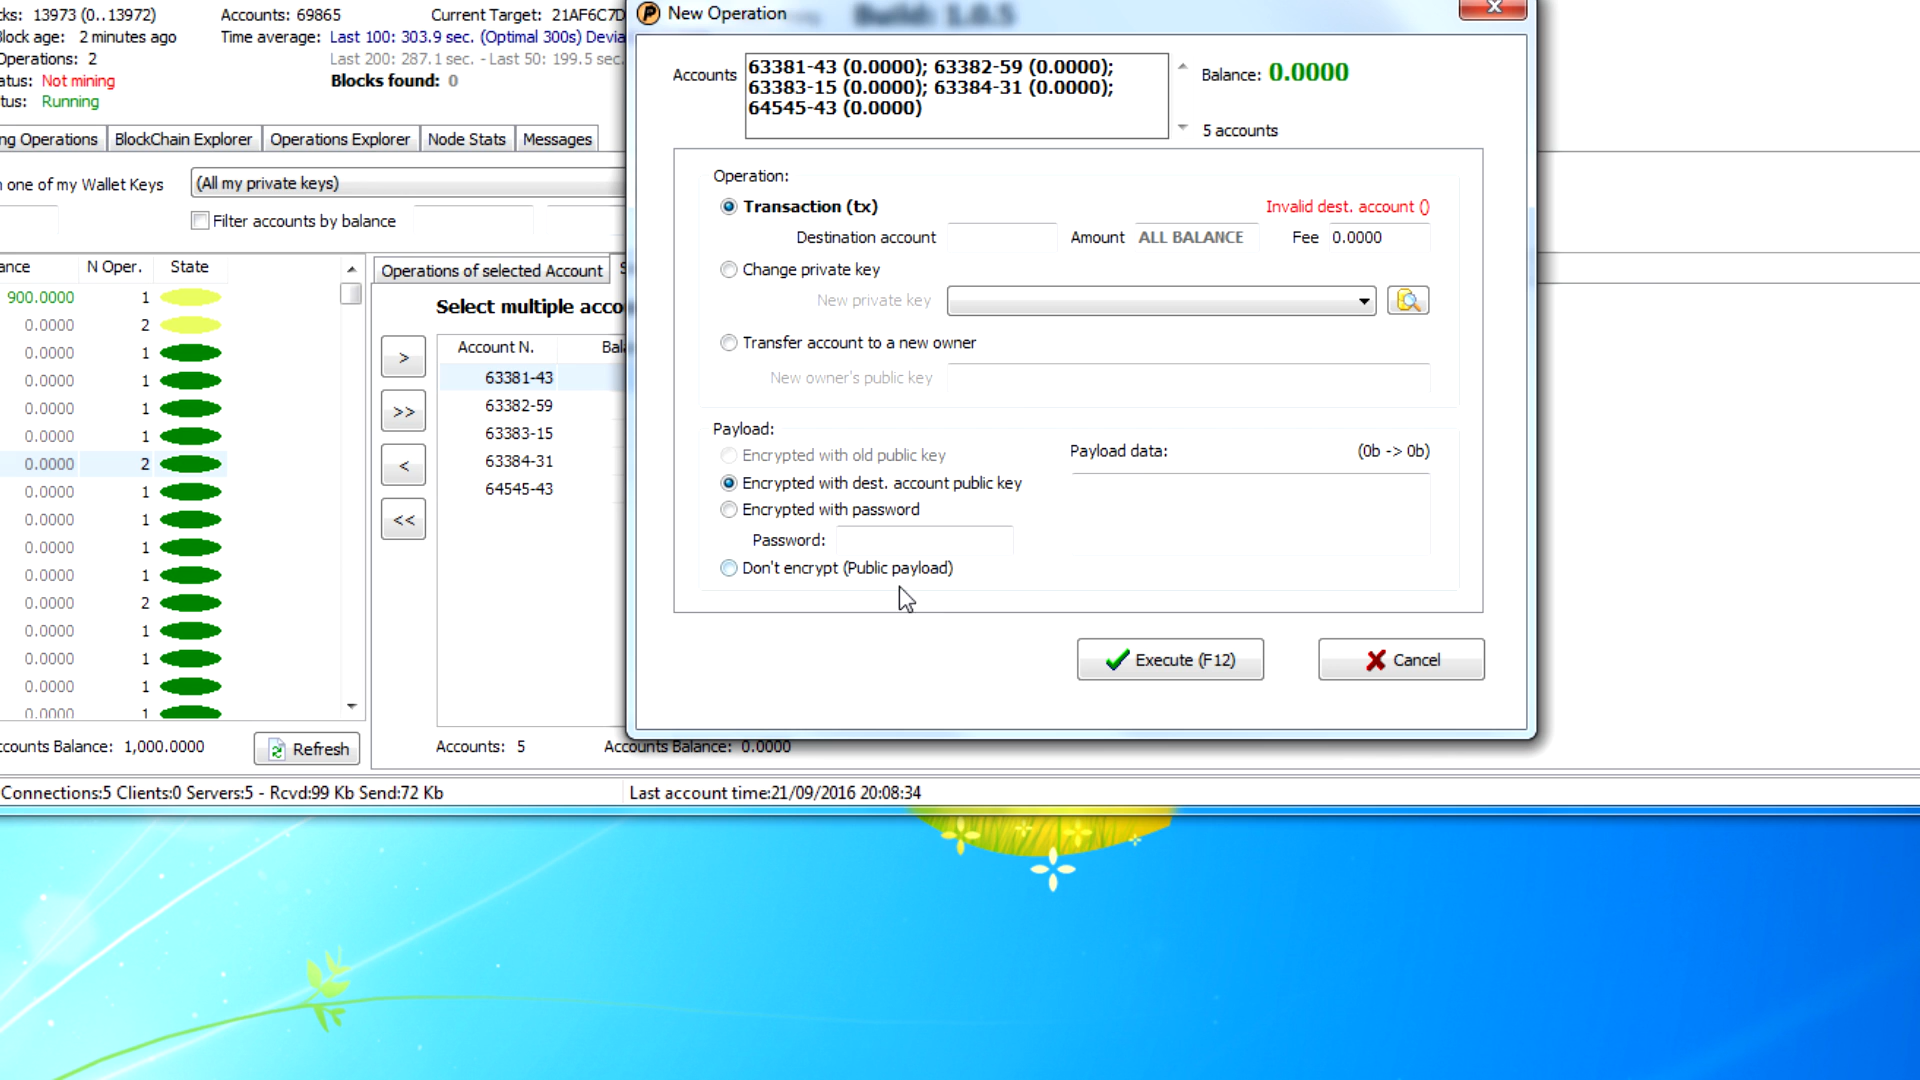 cks: 13973 (0..13972) Accounts: 69865 Current Target: 21AF6C7D
lock age: 2 minutes ago Time average: Last 100: 303.9 sec. (Optimal 300s) Devia
Operations: 2 Last 200: 287.1 sec. - Last 50: 199.5 sec.
atus: Not mining Blocks found: 0
tus: Running
ng Operations BlockChain Explorer Operations Explorer Node Stats Messages
n one of my Wallet Keys (All my private keys)
Filter accounts by balance
ance N Oper. State
900.0000 1
0.0000 2
0.0000 1
0.0000 1
0.0000 1
0.0000 1
0.0000 2
0.0000 1
0.0000 1
0.0000 1
0.0000 1
0.0000 2
0.0000 1
0.0000 1
0.0000 1
0.0000 1
ccounts Balance: 1,000.0000 Refresh
Operations of selected Account S
Select multiple acco
Account N. Bal
>
63381-43
63382-59
>>
63383-15
63384-31
<
64545-43
<<
Accounts: 5 Accounts Balance: 0.0000
Connections:5 Clients:0 Servers:5 - Rcvd:99 Kb Send:72 Kb Last account time:21/09/2016 20:08:34
New Operation Build: 1.0.5
Accounts 63381-43 (0.0000); 63382-59 (0.0000);
63383-15 (0.0000); 63384-31 (0.0000);
64545-43 (0.0000)
Balance: 0.0000
5 accounts
Operation:
Transaction (tx) Invalid dest. account ()
Destination account Amount ALL BALANCE Fee 0.0000
Change private key
New private key
Transfer account to a new owner
New owner's public key
Payload:
Encrypted with old public key Payload data: (0b -> 0b)
Encrypted with dest. account public key
Encrypted with password
Password:
Don't encrypt (Public payload)
Execute (F12) Cancel